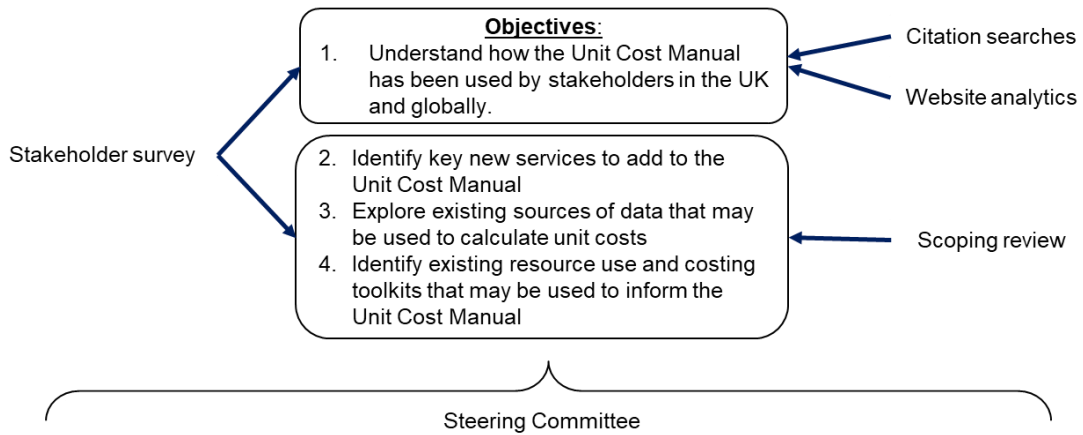 Objectives:
1. Understand how the Unit Cost Manual
has been used by stakeholders in the UK
and globally.
Citation searches
Website analytics
Stakeholder survey
2. Identify key new services to add to the
Unit Cost Manual
3. Explore existing sources of data that may
be used to calculate unit costs
4. Identify existing resource use and costing
toolkits that may be used to inform the
Unit Cost Manual
Scoping review
Steering Committee